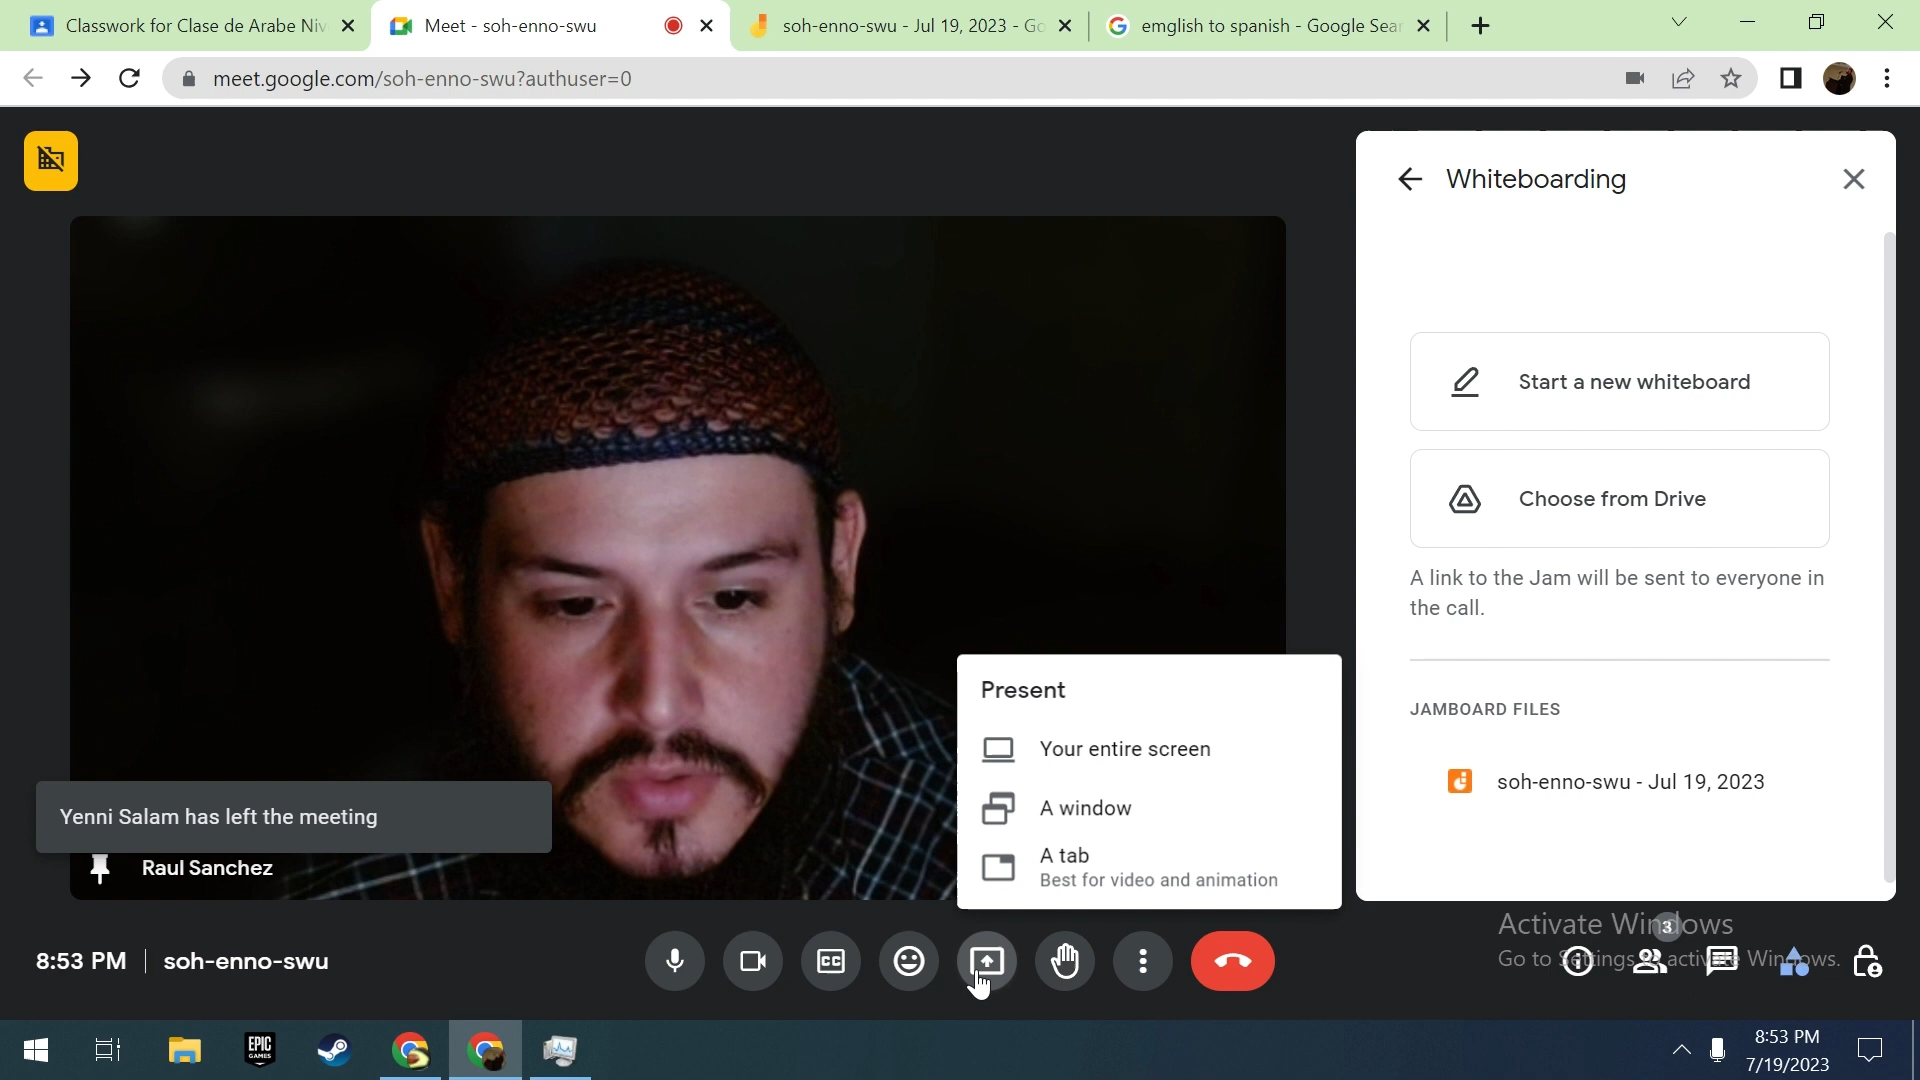 Classwork for Clase de Arabe Niv
Meet - soh-enno-swu
soh-enno-swu - Jul 19, 2023 - Go
emglish to spanish - Google Sear
meet.google.com/soh-enno-swu?authuser=0
Whiteboarding
Start a new whiteboard
Choose from Drive
A link to the Jam will be sent to everyone in
the call.
JAMBOARD FILES
soh-enno-swu - Jul 19, 2023
Present
Your entire screen
A window
A tab
Best for video and animation
Yenni Salam has left the meeting
Raul Sanchez
Activate Windows
Go to Settings to activate Windows.
3
8:53 PM
soh-enno-swu
CC
EPIC
GAMES
8:53 PM
7/19/2023